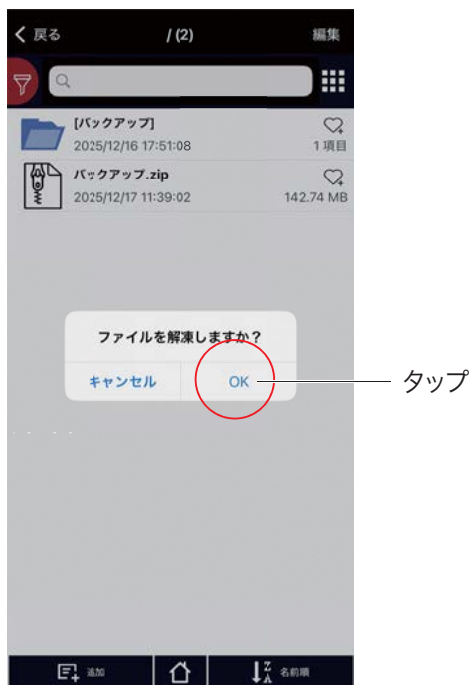 戻る
/ (2)
編集
[バックアップ]
2025/12/16 17:51:08
1 項目
バックアップ.zip
2025/12/17 11:39:02
142.74 MB
ファイルを解凍しますか？
キャンセル
OK
タップ
追加
Z
A
名前順